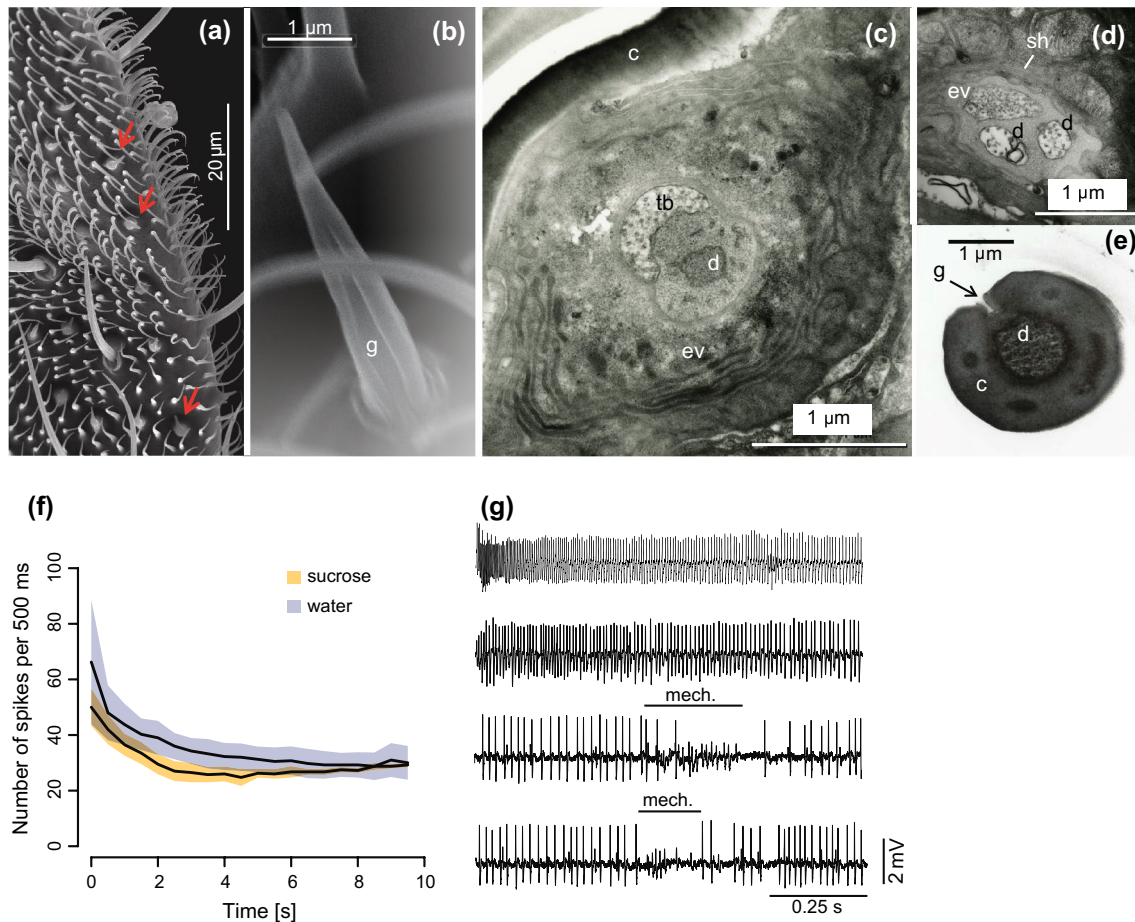 (a)
20 μm
1 μm
(b)
g
(c)
c
tb
d
ev
1 μm
(d)
sh
ev
d
d
1 μm
(e)
1 μm
g
d
c
(f)
Number of spikes per 500 ms
100
80
60
40
20
0
sucrose
water
0
2
4
6
8
10
Time [s]
(g)
mech.
mech.
2 mV
0.25 s